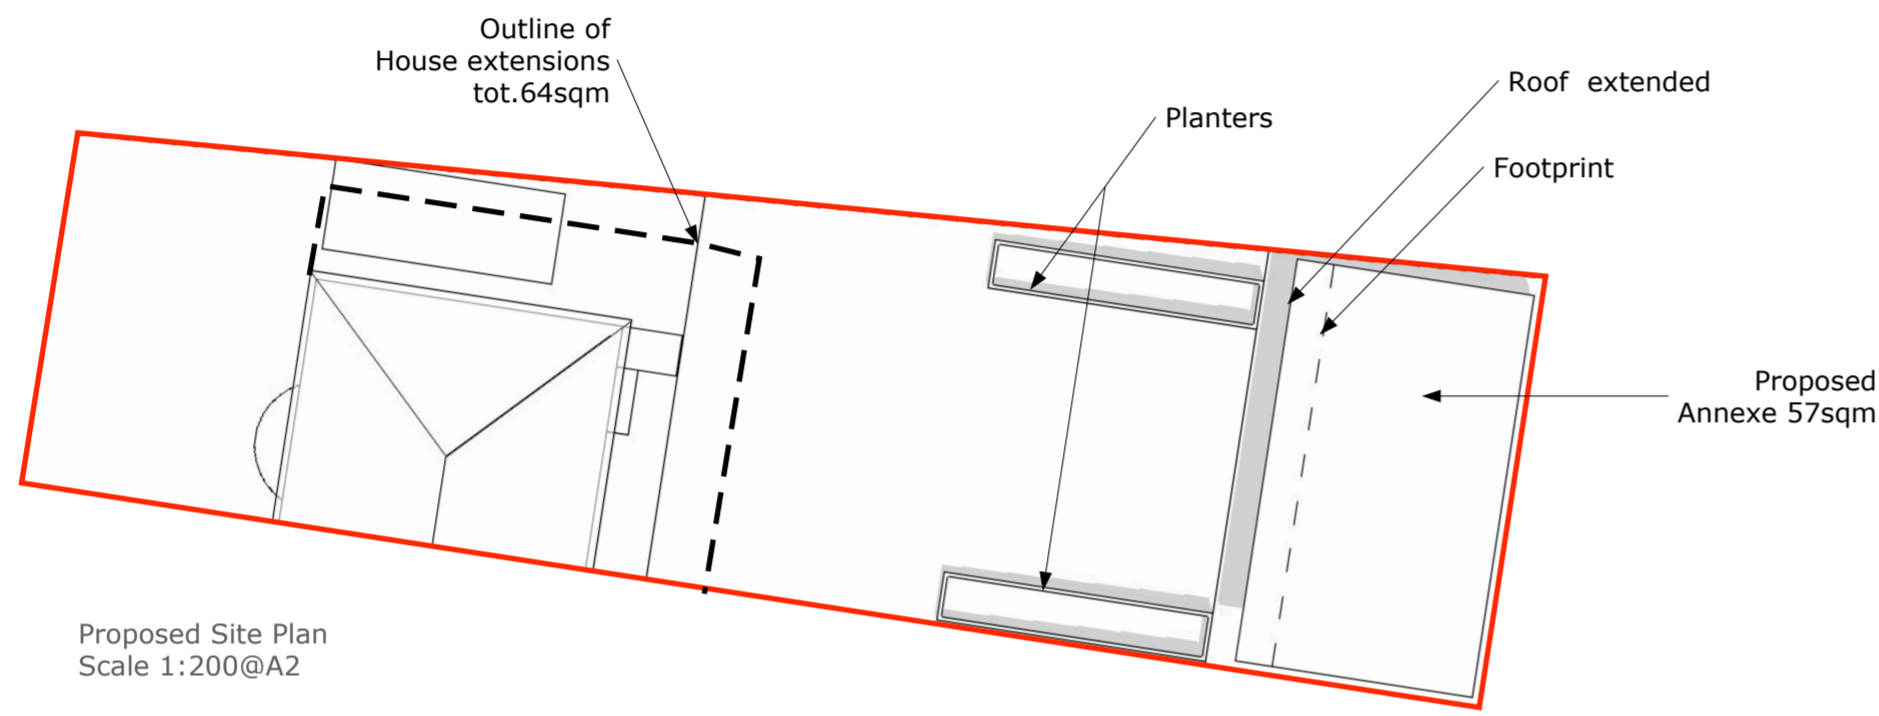 Outline of
House extensions
tot.64sqm
Planters
Roof extended
Footprint
Proposed
Annexe 57sqm
Proposed Site Plan
Scale 1:200@A2